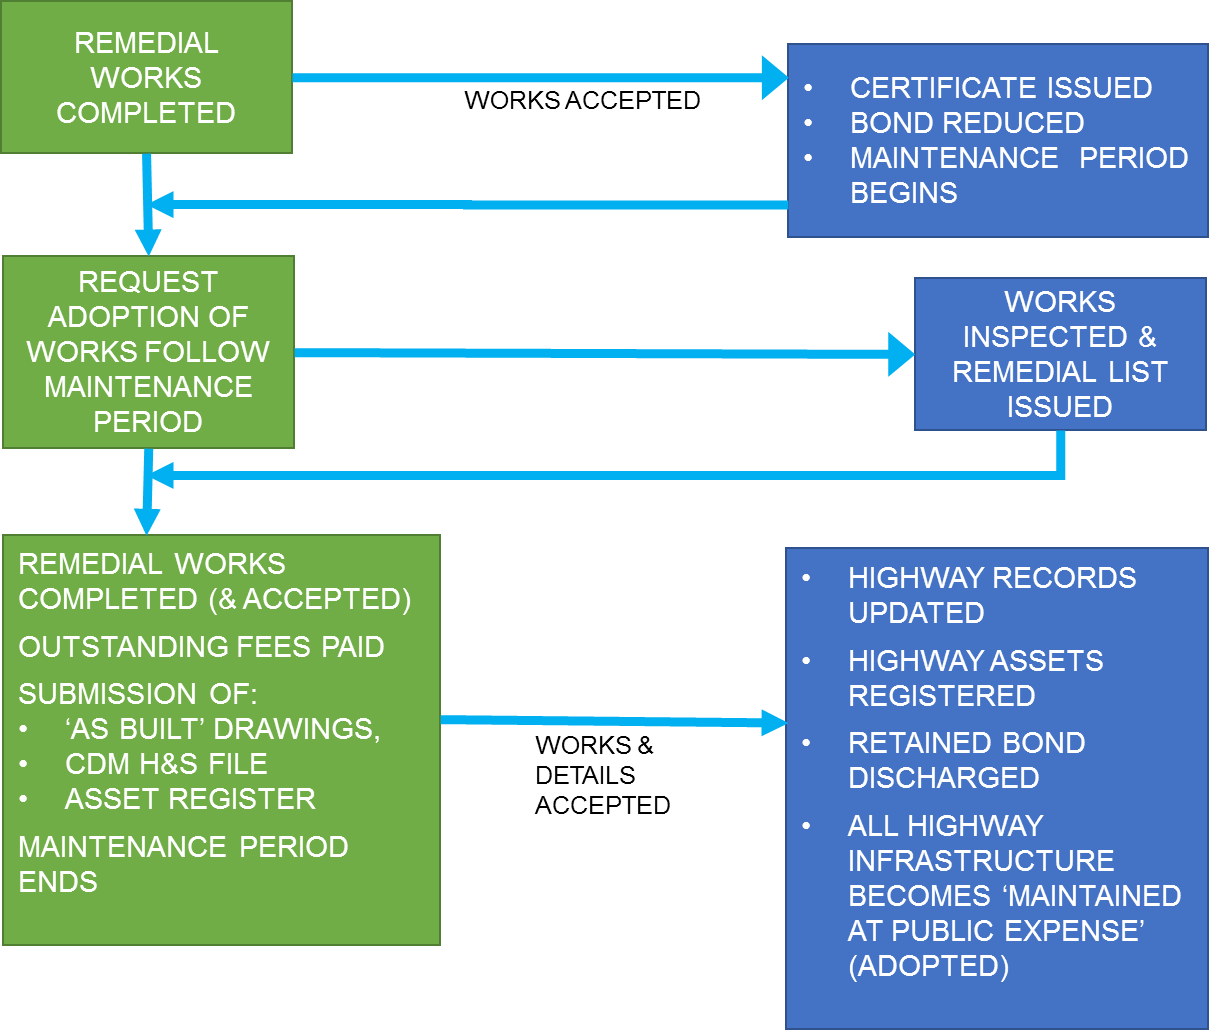 REMEDIAL
WORKS
COMPLETED
WORKS ACCEPTED
• CERTIFICATE ISSUED
• BOND REDUCED
• MAINTENANCE PERIOD
BEGINS
REQUEST
ADOPTION OF
WORKS FOLLOW
MAINTENANCE
PERIOD
WORKS
INSPECTED &
REMEDIAL LIST
ISSUED
REMEDIAL WORKS
COMPLETED (& ACCEPTED)
OUTSTANDING FEES PAID
SUBMISSION OF:
• ‘AS BUILT’ DRAWINGS,
• CDM H&S FILE
• ASSET REGISTER
MAINTENANCE PERIOD
ENDS
WORKS &
DETAILS
ACCEPTED
• HIGHWAY RECORDS
UPDATED
• HIGHWAY ASSETS
REGISTERED
• RETAINED BOND
DISCHARGED
• ALL HIGHWAY
INFRASTRUCTURE
BECOMES ‘MAINTAINED
AT PUBLIC EXPENSE’
(ADOPTED)